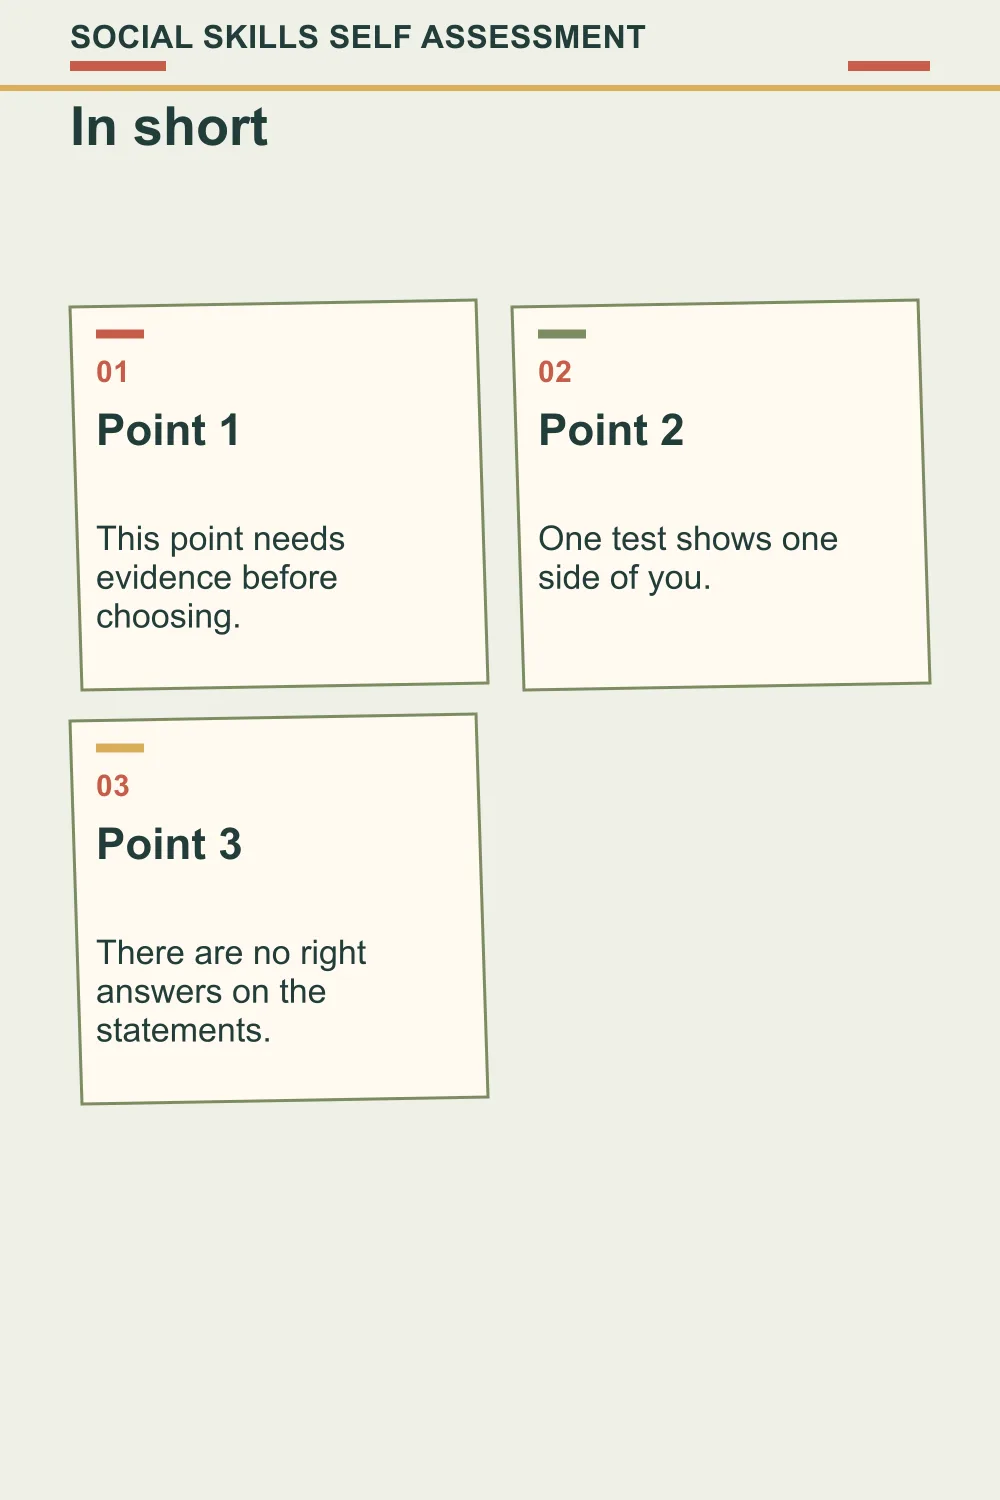 SOCIAL SKILLS SELF ASSESSMENT
In short
01
Point 1
This point needs
evidence before
choosing.
02
Point 2
One test shows one
side of you.
03
Point 3
There are no right
answers on the
statements.